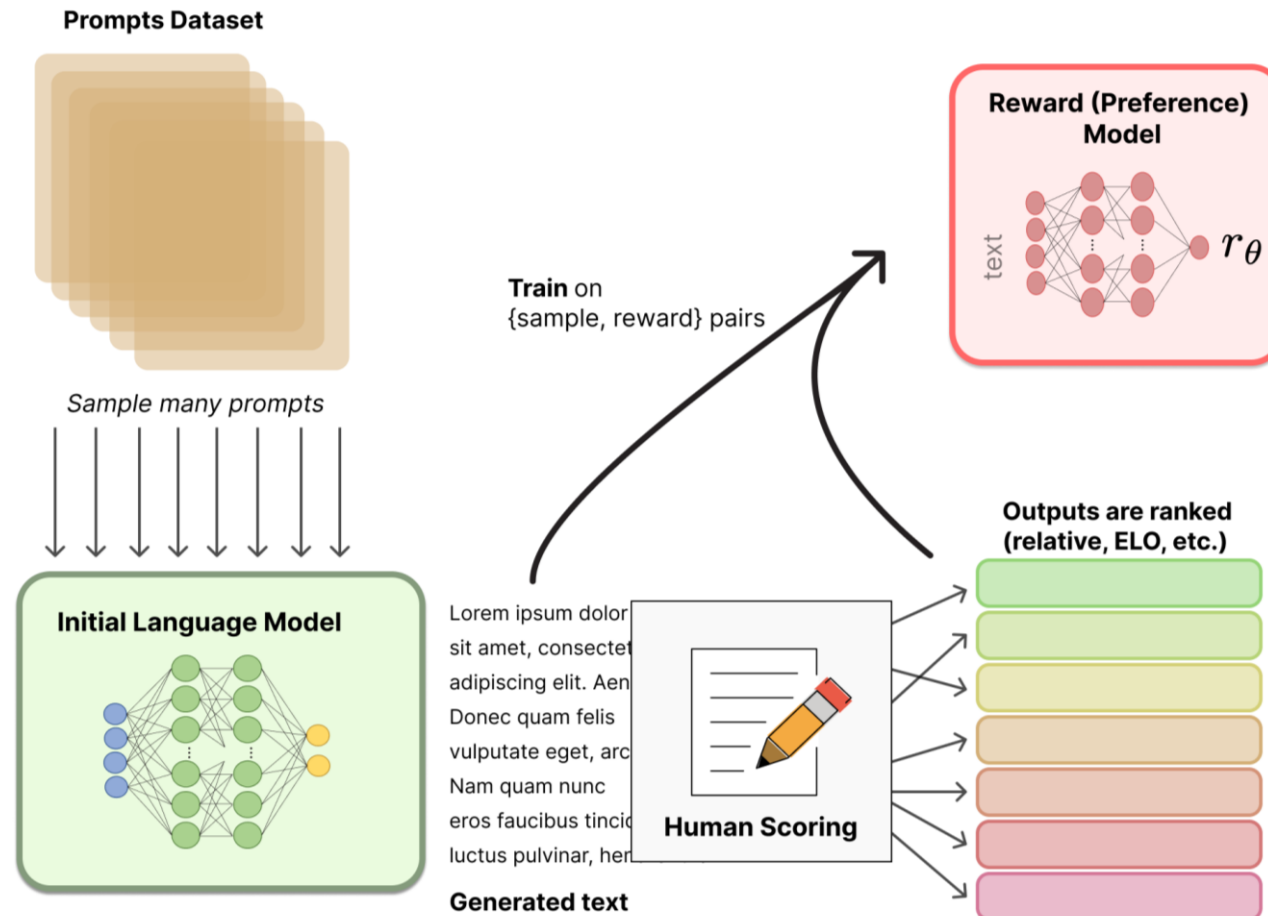 Prompts Dataset
Sample many prompts
Initial Language Model
Train on
{sample, reward} pairs
Reward (Preference)
Model
text
r_θ
Lorem ipsum dolor
sit amet, consectet
adipiscing elit. Aen
Donec quam felis
vulputate eget, arc
Nam quam nunc
eros faucibus tincid
luctus pulvinar, hen
Generated text
Human Scoring
Outputs are ranked
(relative, ELO, etc.)